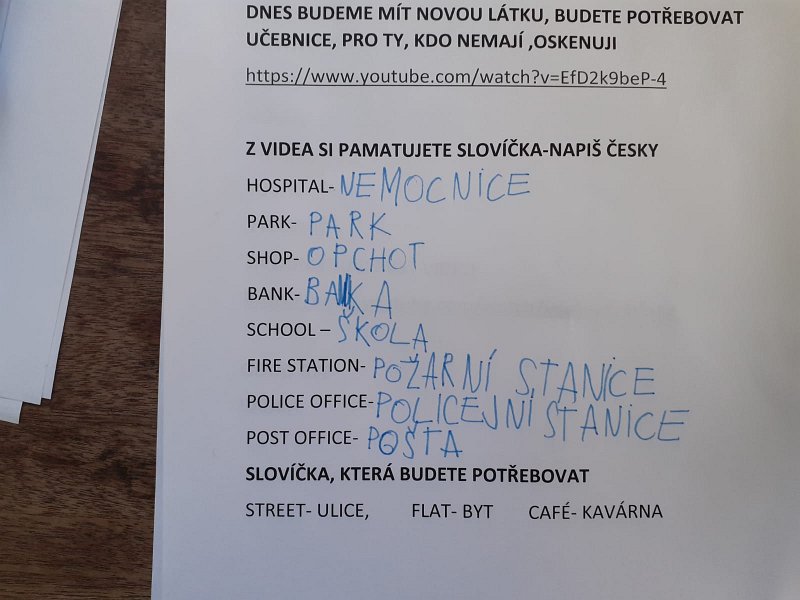 DNES BUDEME MÍT NOVOU LÁTKU, BUDETE POTŘEBOVAT
UČEBNICE, PRO TY, KDO NEMAJÍ ,OSKENUJI
https://www.youtube.com/watch?v=EfD2k9beP-4
Z VIDEA SI PAMATUJETE SLOVÍČKA-NAPIŠ ČESKY
HOSPITAL- NEMOCNICE
PARK- PARK
SHOP- OPCHOT
BANK- BANKA
SCHOOL – ŠKOLA
FIRE STATION- POŽÁRNÍ STANICE
POLICE OFFICE- POLICEJNÍ STANICE
POST OFFICE- POŠTA
SLOVÍČKA, KTERÁ BUDETE POTŘEBOVAT
STREET- ULICE, FLAT- BYT CAFÉ- KAVÁRNA